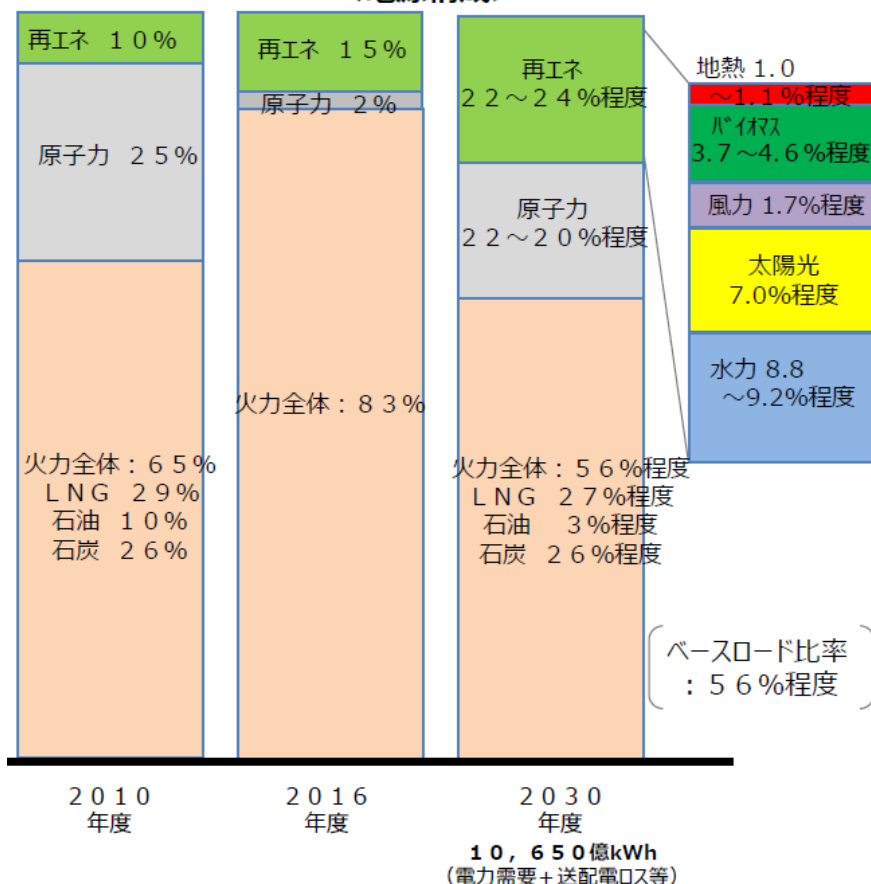 再エネ １０％
原子力 ２５％
火力全体：６５％
ＬＮＧ ２９％
石油 １０％
石炭 ２６％
再エネ １５％
原子力 ２％
火力全体：８３％
再エネ
２２～２４％程度
原子力
２２～２０％程度
火力全体：５６％程度
ＬＮＧ ２７％程度
石油 ３％程度
石炭 ２６％程度
地熱 1.0
～1.1％程度
バイオマス
3.7～4.6％程度
風力 1.7％程度
太陽光
7.0％程度
水力 8.8
～9.2％程度
ベースロード比率
：５６％程度
２０１０
年度
２０１６
年度
２０３０
年度
１０，６５０億kWh
（電力需要＋送配電ロス等）